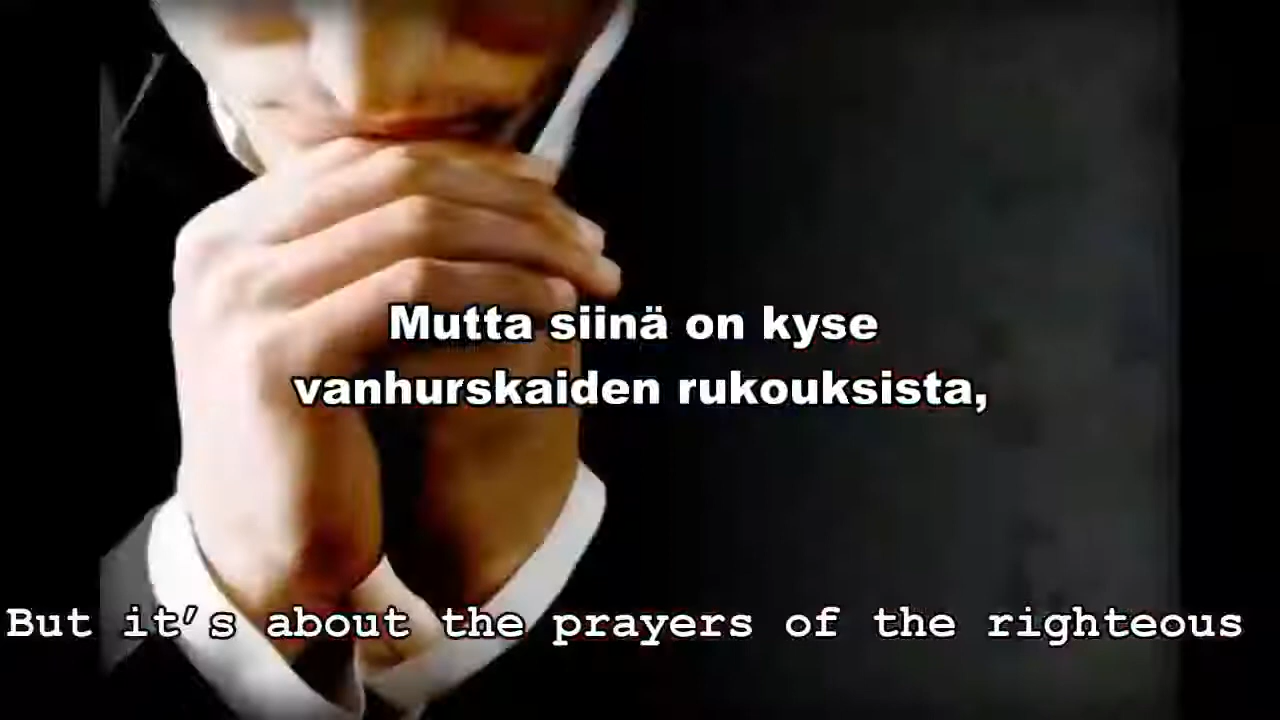 Mutta siinä on kyse
vanhurskaiden rukouksista,
But it’s about the prayers of the righteous